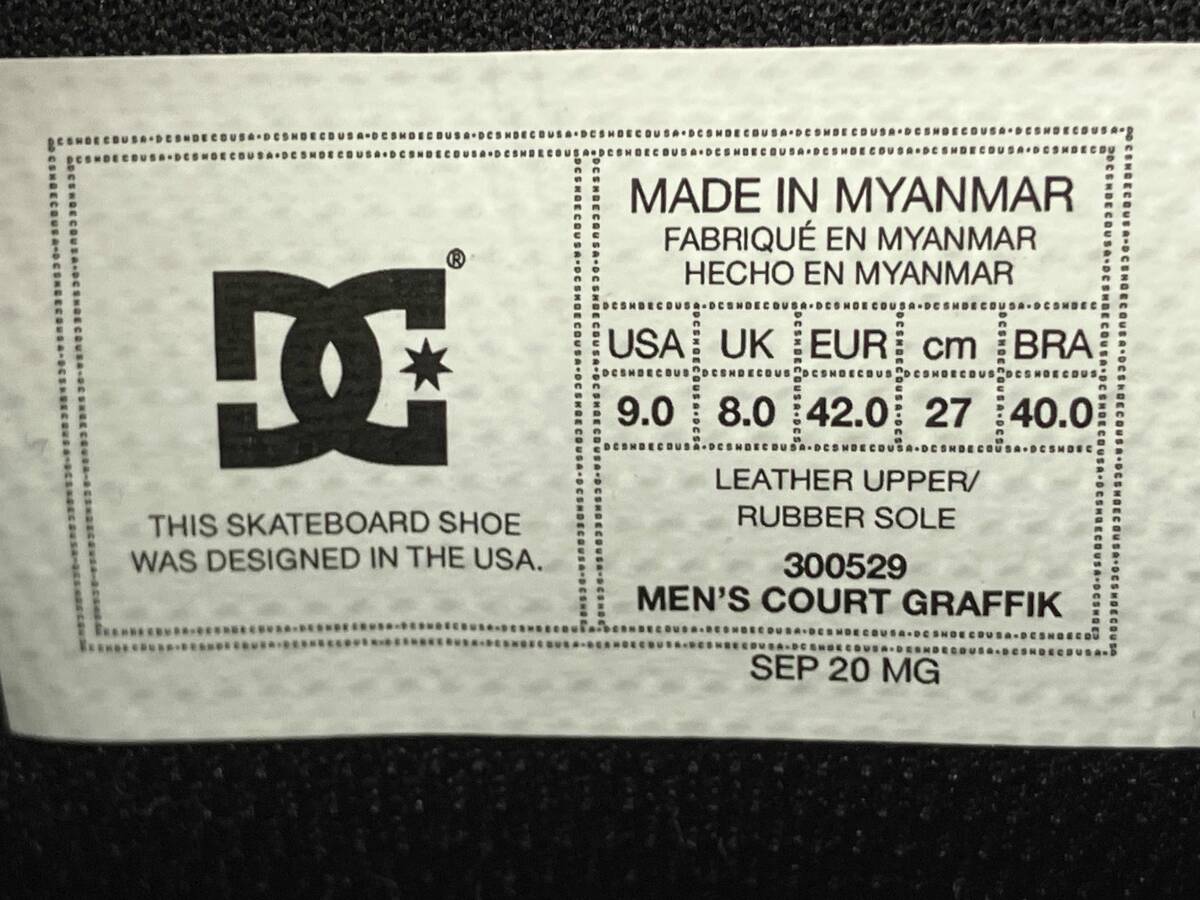 DC®
THIS SKATEBOARD SHOE
WAS DESIGNED IN THE USA.
MADE IN MYANMAR
FABRIQUÉ EN MYANMAR
HECHO EN MYANMAR
USA UK EUR cm BRA
9.0 8.0 42.0 27 40.0
LEATHER UPPER/
RUBBER SOLE
300529
MEN'S COURT GRAFFIK
SEP 20 MG